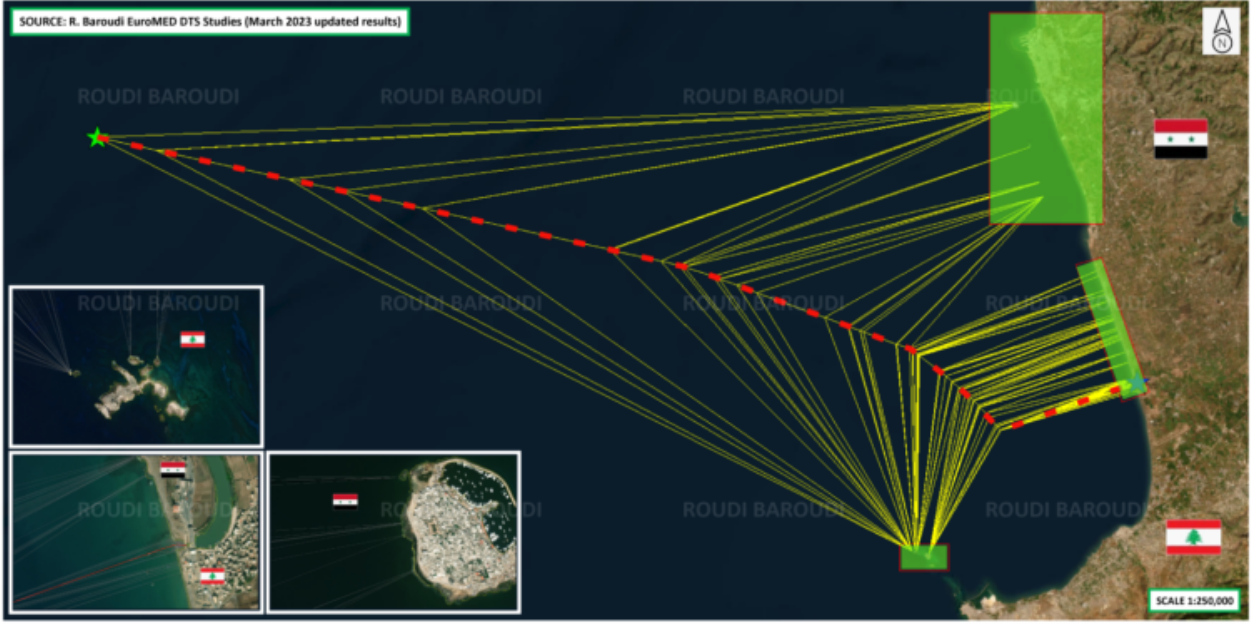 SOURCE: R. Baroudi EuroMED DTS Studies (March 2023 updated results)
N
ROUDI BAROUDI ROUDI BAROUDI ROUDI BAROUDI ROUDI BAROUDI
ROUDI BAROUDI ROUDI BAROUDI ROUDI BAROUDI ROUDI BAROUDI
ROUDI BAROUDI ROUDI BAROUDI ROUDI BAROUDI ROUDI BAROUDI
SCALE 1:250,000